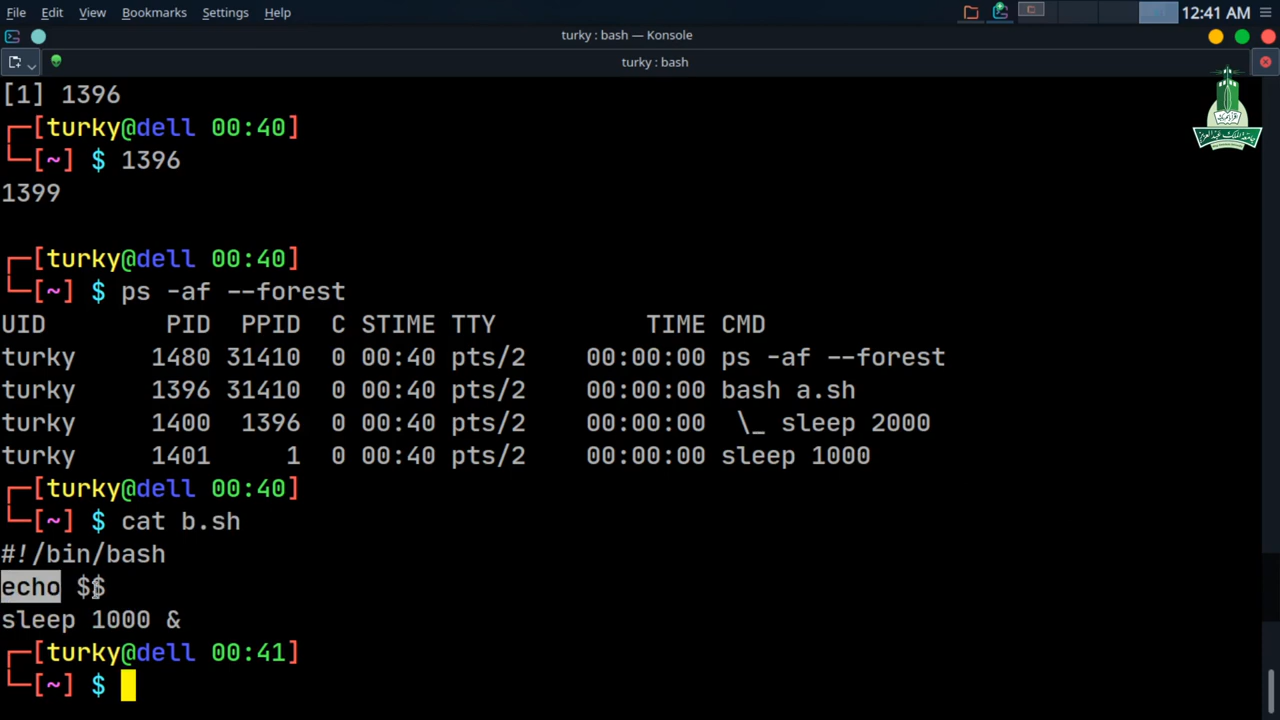 File Edit View Bookmarks Settings Help 12:41 AM
turky : bash — Konsole
turky : bash
[1] 1396
┌─[turky@dell 00:40]
└─[~] $ 1396
1399
┌─[turky@dell 00:40]
└─[~] $ ps -af --forest
UID PID PPID C STIME TTY TIME CMD
turky 1480 31410 0 00:40 pts/2 00:00:00 ps -af --forest
turky 1396 31410 0 00:40 pts/2 00:00:00 bash a.sh
turky 1400 1396 0 00:40 pts/2 00:00:00 \_ sleep 2000
turky 1401 1 0 00:40 pts/2 00:00:00 sleep 1000
┌─[turky@dell 00:40]
└─[~] $ cat b.sh
#!/bin/bash
echo $$
sleep 1000 &
┌─[turky@dell 00:41]
└─[~] $